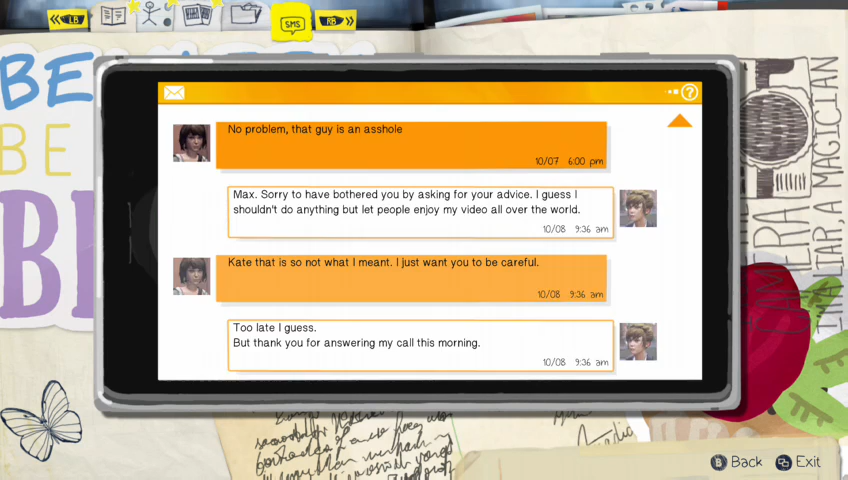 LB
SMS
RB
No problem, that guy is an asshole
10/07 6:00 pm
Max. Sorry to have bothered you by asking for your advice. I guess I
shouldn't do anything but let people enjoy my video all over the world.
10/08 9:36 am
Kate that is so not what I meant. I just want you to be careful.
10/08 9:36 am
Too late I guess.
But thank you for answering my call this morning.
10/08 9:36 am
BE
CAMERA
I'M A LIAR, A MAGICIAN
B Back
Exit